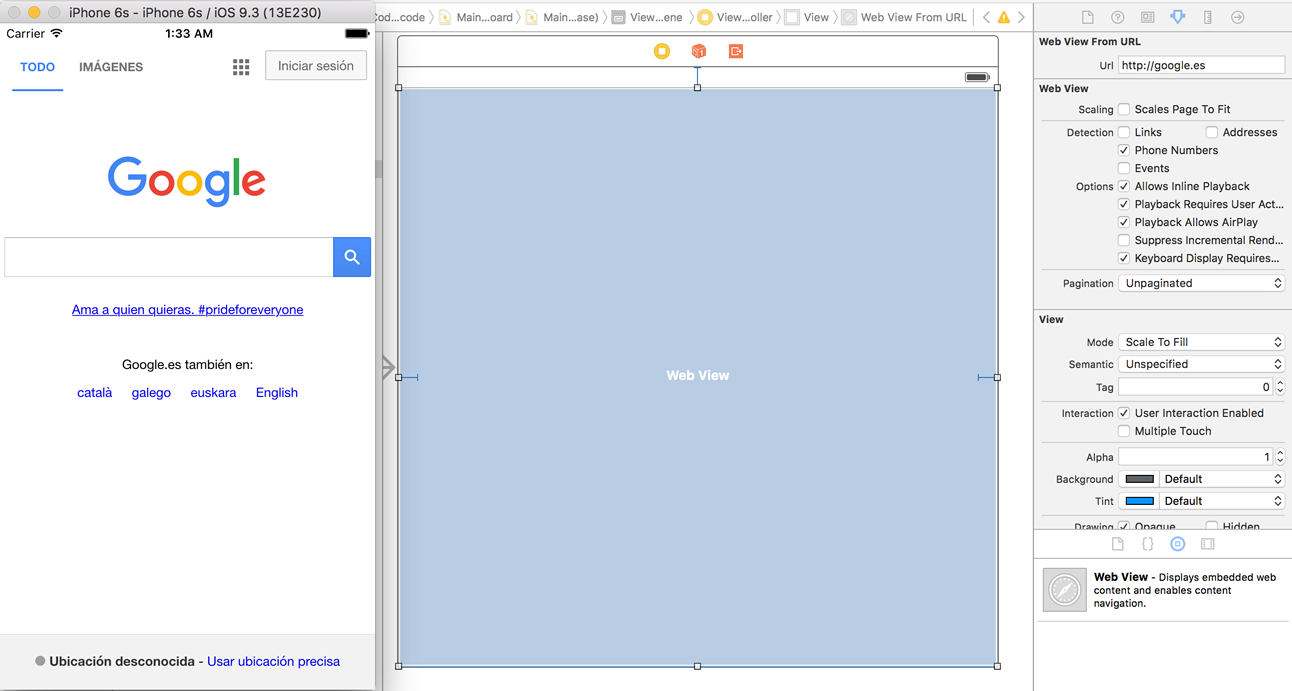 iPhone 6s - iPhone 6s / iOS 9.3 (13E230)
Carrier 1:33 AM
TODO IMÁGENES Iniciar sesión
Google
Ama a quien quieras. #prideforeveryone
Google.es también en:
català galego euskara English
Ubicación desconocida - Usar ubicación precisa
Cod...code Main...oard Main...ase) View...ene View...oller View Web View From URL
1
Web View
Web View From URL
Url http://google.es
Web View
Scaling Scales Page To Fit
Detection Links Addresses
Phone Numbers
Events
Options Allows Inline Playback
Playback Requires User Act...
Playback Allows AirPlay
Suppress Incremental Rend...
Keyboard Display Requires...
Pagination Unpaginated
View
Mode Scale To Fill
Semantic Unspecified
Tag 0
Interaction User Interaction Enabled
Multiple Touch
Alpha 1
Background Default
Tint Default
Drawing Opaque Hidden
{}
Web View - Displays embedded web
content and enables content
navigation.